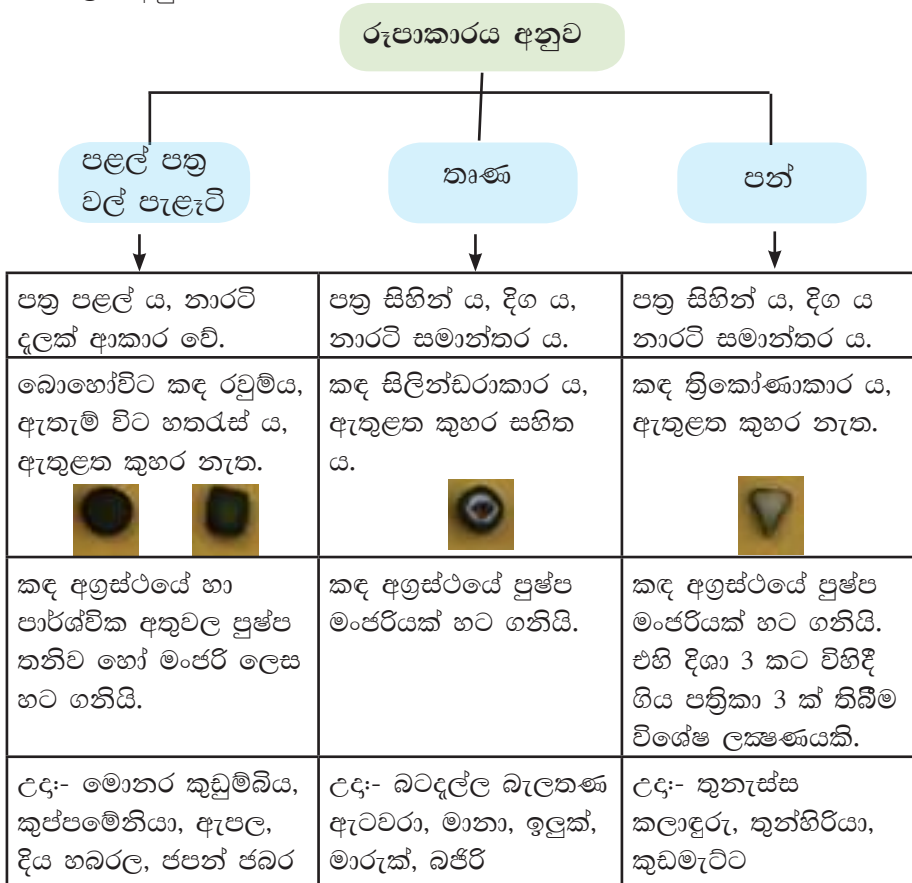 රූපාකාරය අනුව
පළල් පත්‍ර
වල් පැළෑටි
තෘණ
පන්
පත්‍ර පළල් ය, නාරටි
දැලක් ආකාර වේ.
පත්‍ර සිහින් ය, දිග ය,
නාරටි සමාන්තර ය.
පත්‍ර සිහින් ය, දිග ය
නාරටි සමාන්තර ය.
බොහෝවිට කඳ රවුම්ය,
ඇතැම් විට හතරැස් ය,
ඇතුළත කුහර නැත.
කඳ සිලින්ඩරාකාර ය,
ඇතුළත කුහර සහිත
ය.
කඳ ත්‍රිකෝණාකාර ය,
ඇතුළත කුහර නැත.
කඳ අග්‍රස්ථයේ හා
පාර්ශ්වික අතුවල පුෂ්ප
තනිව හෝ මංජරි ලෙස
හට ගනියි.
කඳ අග්‍රස්ථයේ පුෂ්ප
මංජරියක් හට ගනියි.
කඳ අග්‍රස්ථයේ පුෂ්ප
මංජරියක් හට ගනියි.
එහි දිශා 3 කට විහිදී
ගිය පත්‍රිකා 3 ක් තිබීම
විශේෂ ලක්‍ෂණයකි.
උදා:- මොනර කුඩුම්බිය,
කුප්පමේනියා, ඇපල,
දිය හබරල, ජපන් ජබර
උදා:- බටදැල්ල බැලතණ
ඇටවරා, මානා, ඉලුක්,
මාරුක්, බජිරි
උදා:- තුනැස්ස
කලාඳුරු, තුන්හිරියා,
කුඩමැට්ට